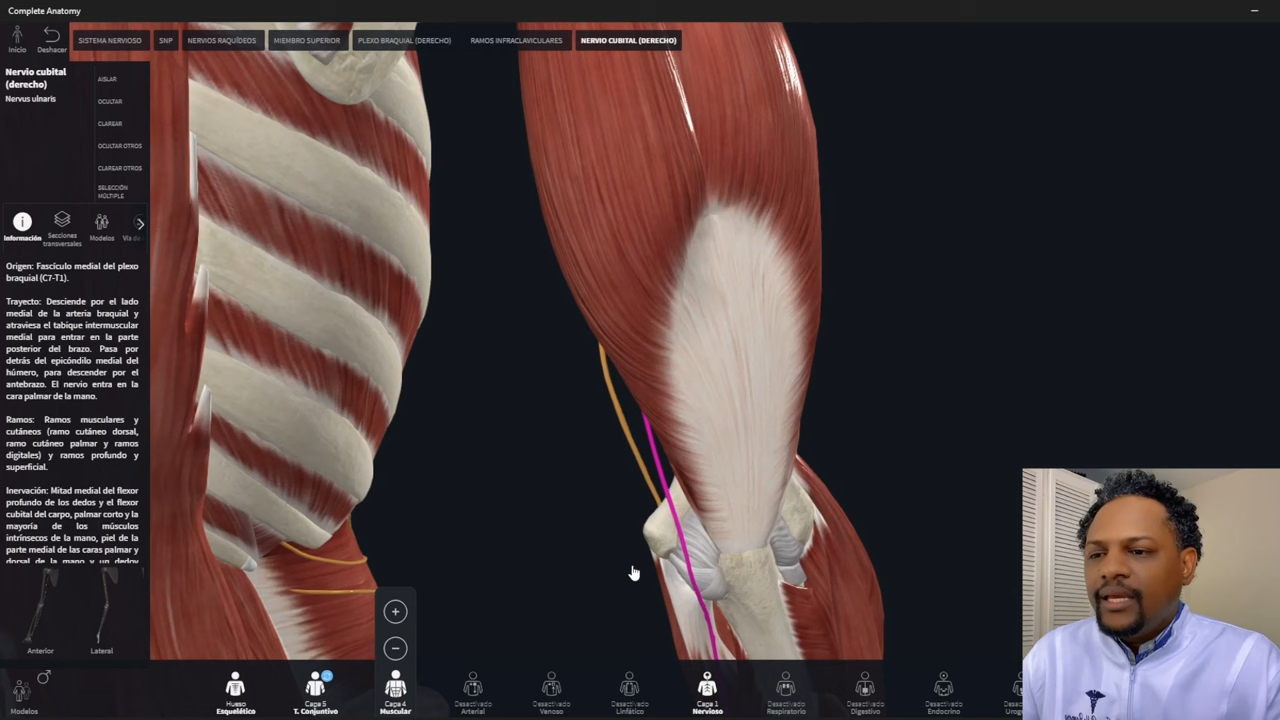 Complete Anatomy
Inicio
Deshacer
SISTEMA NERVIOSO
SNP
NERVIOS RAQUÍDEOS
MIEMBRO SUPERIOR
PLEXO BRAQUIAL (DERECHO)
RAMOS INFRACLAVICULARES
NERVIO CUBITAL (DERECHO)
Nervio cubital
(derecho)
Nervus ulnaris
AISLAR
OCULTAR
CLAREAR
OCULTAR OTROS
CLAREAR OTROS
SELECCIÓN
MÚLTIPLE
Información
Secciones
transversales
Modelos
Origen: Fascículo medial del plexo
braquial (C7-T1).
Trayecto: Desciende por el lado
medial de la arteria braquial y
atraviesa el tabique intermuscular
medial para entrar en la parte
posterior del brazo. Pasa por
detrás del epicóndilo medial del
húmero, para descender por el
antebrazo. El nervio entra en la
cara palmar de la mano.
Ramos: Ramos musculares y
cutáneos (ramo cutáneo dorsal,
ramo cutáneo palmar y ramos
digitales) y ramos profundo y
superficial.
Inervación: Mitad medial del flexor
profundo de los dedos y el flexor
cubital del carpo, palmar corto y la
mayoría de los músculos
intrínsecos de la mano, piel de la
parte medial de las caras palmar y
dorsal de la mano y un dedo y
Anterior
Lateral
Modelos
Hueso
Esquelético
Capa 5
T. Conjuntivo
Capa 4
Muscular
Desactivado
Arterial
Desactivado
Venoso
Desactivado
Linfático
Capa 1
Nervioso
Desactivado
Respiratorio
Desactivado
Digestivo
Desactivado
Endocrino